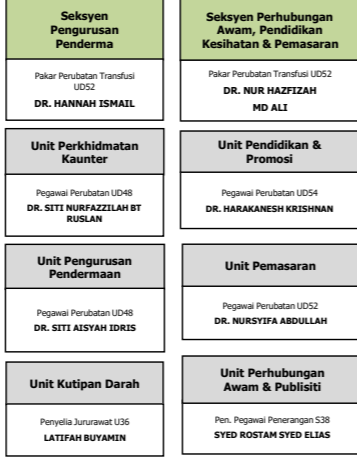 Seksyen
Pengurusan
Penderma
Pakar Perubatan Transfusi
UD52
DR. HANNAH ISMAIL
Unit Perkhidmatan
Kaunter
Pegawai Perubatan UD48
DR. SITI NURFAZZILAH BT
RUSLAN
Unit Pengurusan
Pendermaan
Pegawai Perubatan UD48
DR. SITI AISYAH IDRIS
Unit Kutipan Darah
Penyelia Jururawat U36
LATIFAH BUYAMIN
Seksyen Perhubungan
Awam, Pendidikan
Kesihatan & Pemasaran
Pakar Perubatan Transfusi UD52
DR. NUR HAZFIZAH
MD ALI
Unit Pendidikan &
Promosi
Pegawai Perubatan UD54
DR. HARAKANESH KRISHNAN
Unit Pemasaran
Pegawai Perubatan UD52
DR. NURSYIFA ABDULLAH
Unit Perhubungan
Awam & Publisiti
Pen. Pegawai Penerangan S38
SYED ROSTAM SYED ELIAS